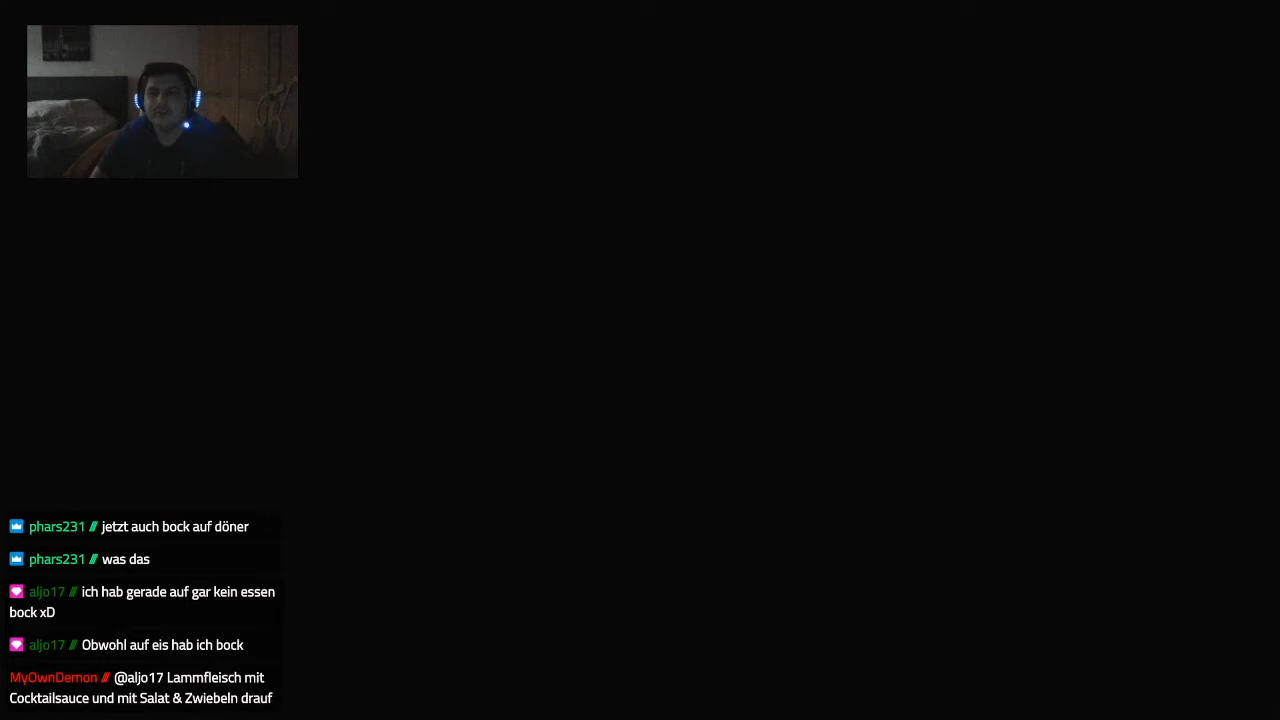 phars231 /// jetzt auch bock auf döner
phars231 /// was das
aljo17 /// ich hab gerade auf gar kein essen
bock xD
aljo17 /// Obwohl auf eis hab ich bock
MyOwnDemon /// @aljo17 Lammfleisch mit
Cocktailsauce und mit Salat & Zwiebeln drauf